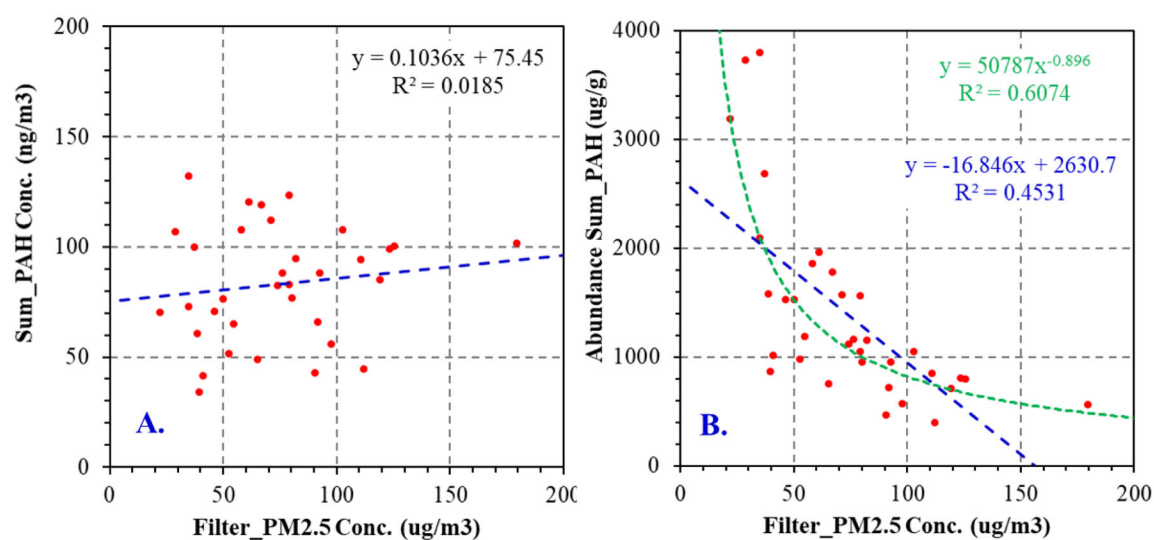 200
150
100
50
0
Sum_PAH Conc. (ng/m3)
y = 0.1036x + 75.45
R² = 0.0185
A.
0 50 100 150 200
Filter_PM2.5 Conc. (ug/m3)
4000
3000
2000
1000
0
Abundance Sum_PAH (ug/g)
y = 50787x^-0.896
R² = 0.6074
y = -16.846x + 2630.7
R² = 0.4531
B.
0 50 100 150 200
Filter_PM2.5 Conc. (ug/m3)